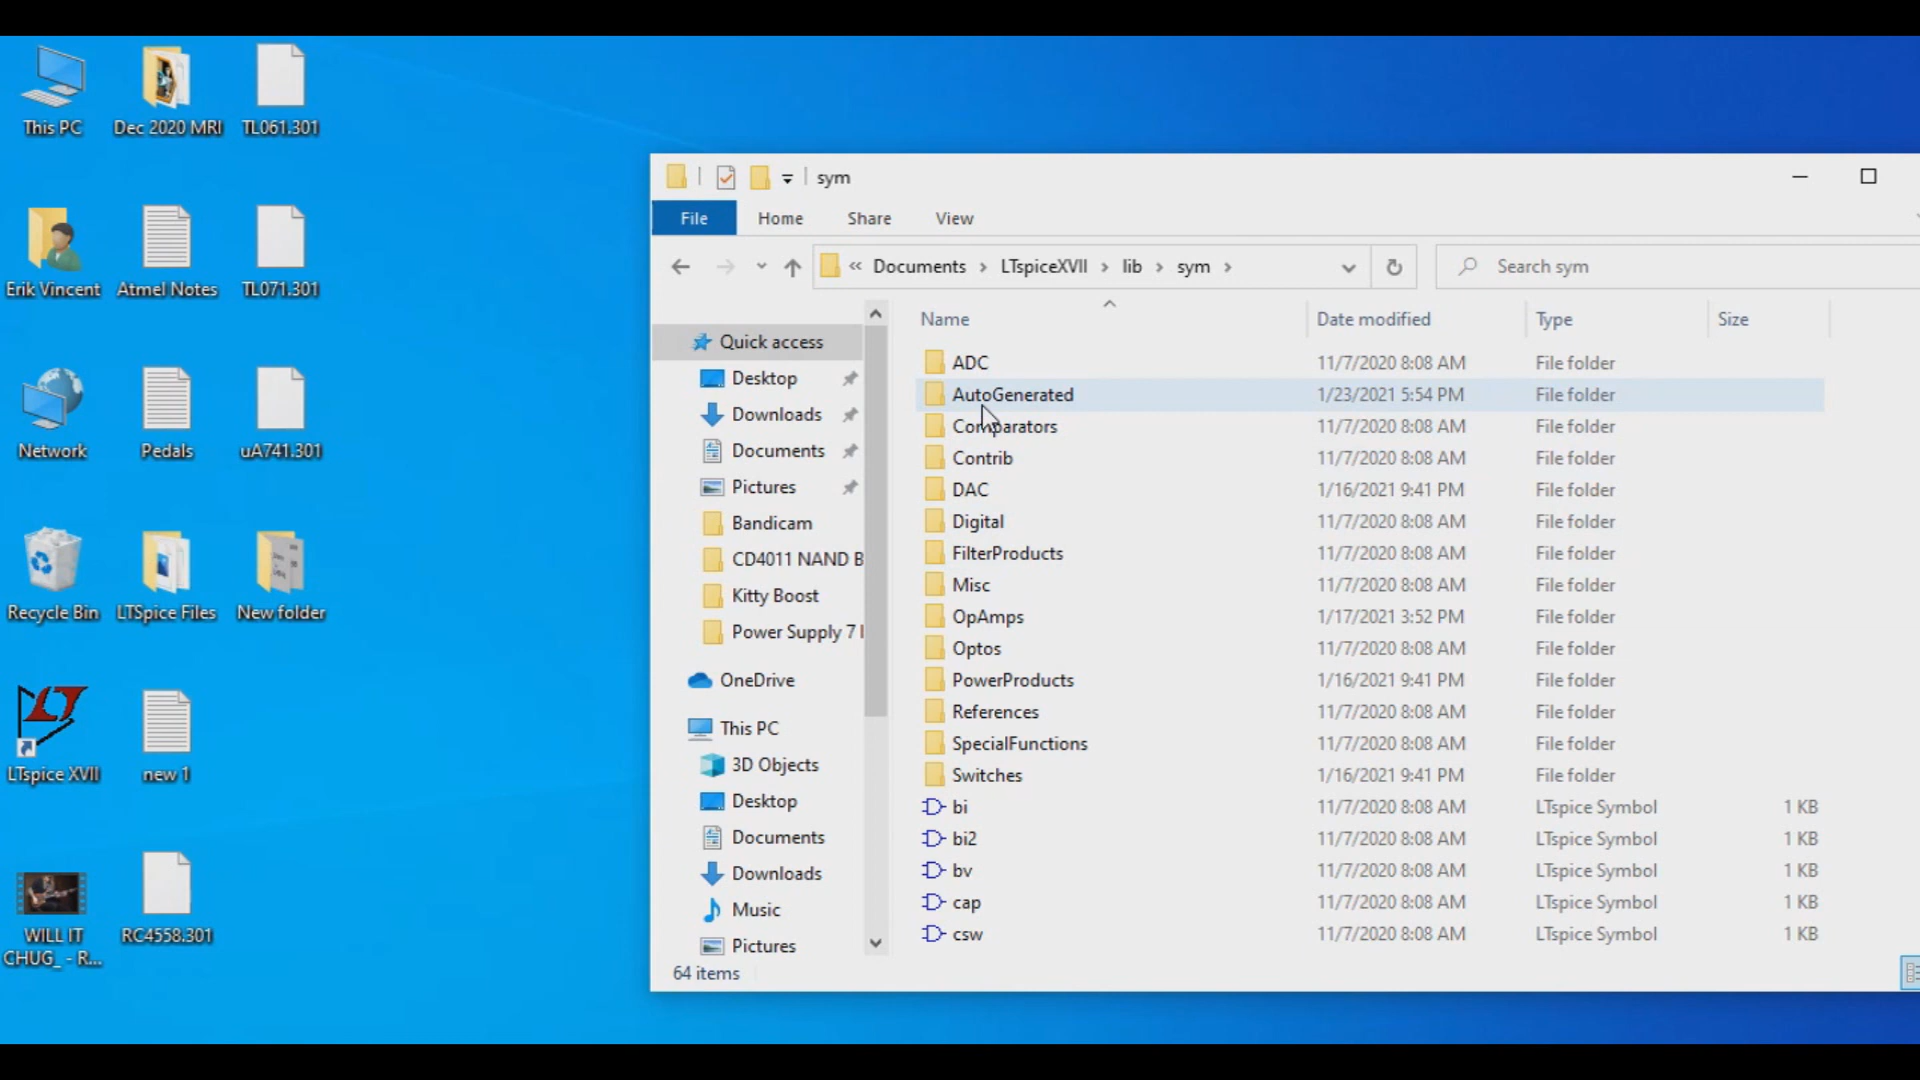 This PC
Dec 2020 MRI
TL061.301
Erik Vincent
Atmel Notes
TL071.301
Network
Pedals
uA741.301
Recycle Bin
LTSpice Files
New folder
LTspice XVII
new 1
WILL IT
CHUG_ - R...
RC4558.301
sym
File Home Share View
« Documents › LTspiceXVII › lib › sym ›
Search sym
Quick access
Desktop
Downloads
Documents
Pictures
Bandicam
CD4011 NAND B
Kitty Boost
Power Supply 7 I
OneDrive
This PC
3D Objects
Desktop
Documents
Downloads
Music
Pictures
Name Date modified Type Size
ADC 11/7/2020 8:08 AM File folder
AutoGenerated 1/23/2021 5:54 PM File folder
Comparators 11/7/2020 8:08 AM File folder
Contrib 11/7/2020 8:08 AM File folder
DAC 1/16/2021 9:41 PM File folder
Digital 11/7/2020 8:08 AM File folder
FilterProducts 11/7/2020 8:08 AM File folder
Misc 11/7/2020 8:08 AM File folder
OpAmps 1/17/2021 3:52 PM File folder
Optos 11/7/2020 8:08 AM File folder
PowerProducts 1/16/2021 9:41 PM File folder
References 11/7/2020 8:08 AM File folder
SpecialFunctions 11/7/2020 8:08 AM File folder
Switches 1/16/2021 9:41 PM File folder
bi 11/7/2020 8:08 AM LTspice Symbol 1 KB
bi2 11/7/2020 8:08 AM LTspice Symbol 1 KB
bv 11/7/2020 8:08 AM LTspice Symbol 1 KB
cap 11/7/2020 8:08 AM LTspice Symbol 1 KB
csw 11/7/2020 8:08 AM LTspice Symbol 1 KB
64 items